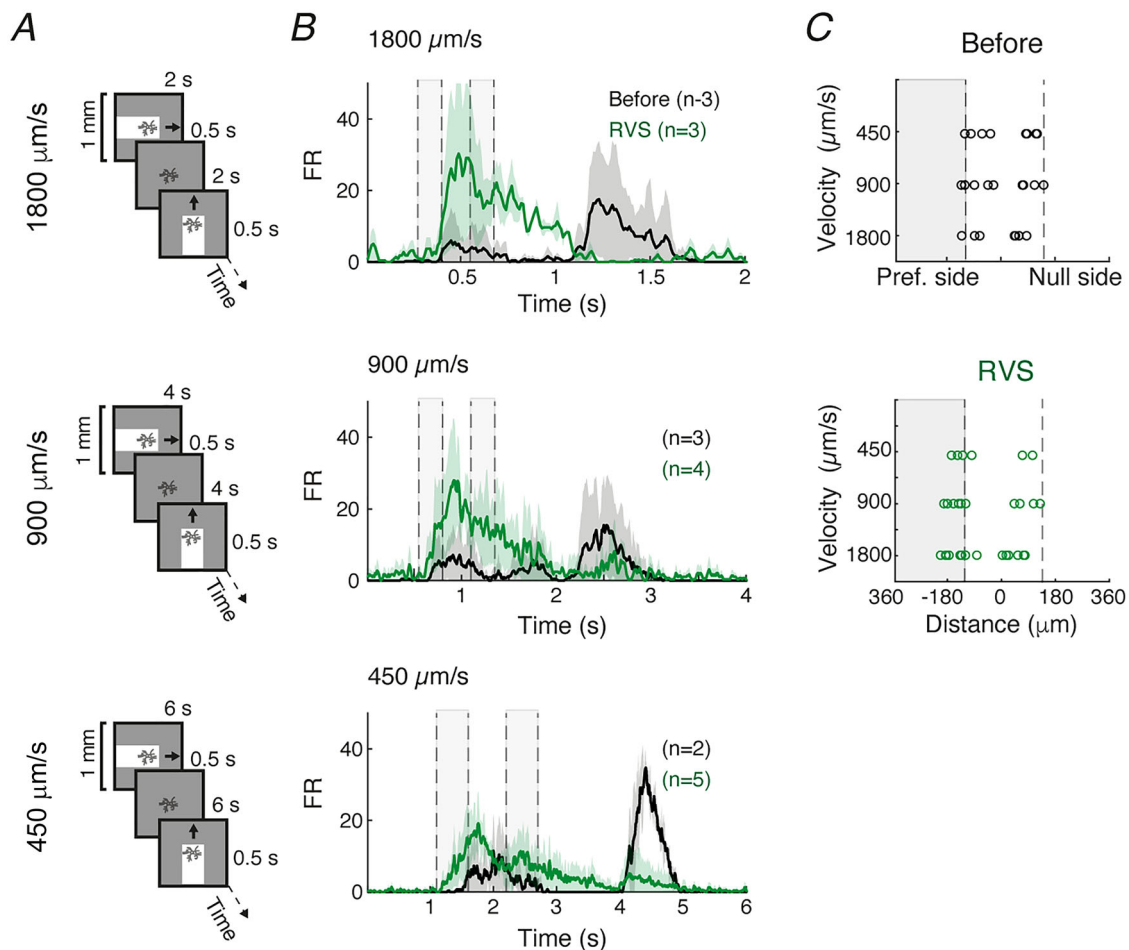 A
B
C
1800 µm/s
2 s
1 mm
0.5 s
2 s
0.5 s
Time
1800 µm/s
FR
40
20
0
Before (n-3)
RVS (n=3)
0.5
1
1.5
2
Time (s)
Before
Velocity (µm/s)
450
900
1800
Pref. side
Null side
900 µm/s
4 s
1 mm
0.5 s
4 s
0.5 s
Time
900 µm/s
FR
40
20
0
(n=3)
(n=4)
1
2
3
4
Time (s)
RVS
Velocity (µm/s)
450
900
1800
360
-180
0
180
360
Distance (µm)
450 µm/s
6 s
1 mm
0.5 s
6 s
0.5 s
Time
450 µm/s
FR
40
20
0
(n=2)
(n=5)
1
2
3
4
5
6
Time (s)